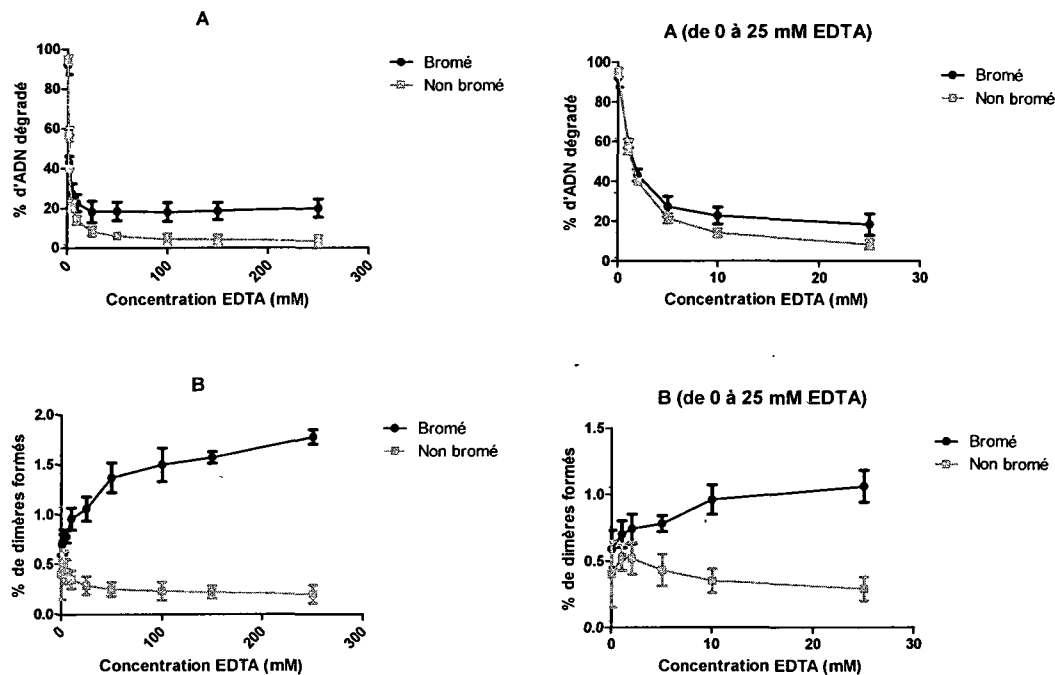 A
% d'ADN dégradé
100
80
60
40
20
0
0
100
200
300
Concentration EDTA (mM)
Bromé
Non bromé
A (de 0 à 25 mM EDTA)
% d'ADN dégradé
100
80
60
40
20
0
0
10
20
30
Concentration EDTA (mM)
Bromé
Non bromé
B
% de dimères formés
2.0
1.5
1.0
0.5
0.0
0
100
200
300
Concentration EDTA (mM)
Bromé
Non bromé
B (de 0 à 25 mM EDTA)
% de dimères formés
1.5
1.0
0.5
0.0
0
10
20
30
Concentration EDTA (mM)
Bromé
Non bromé